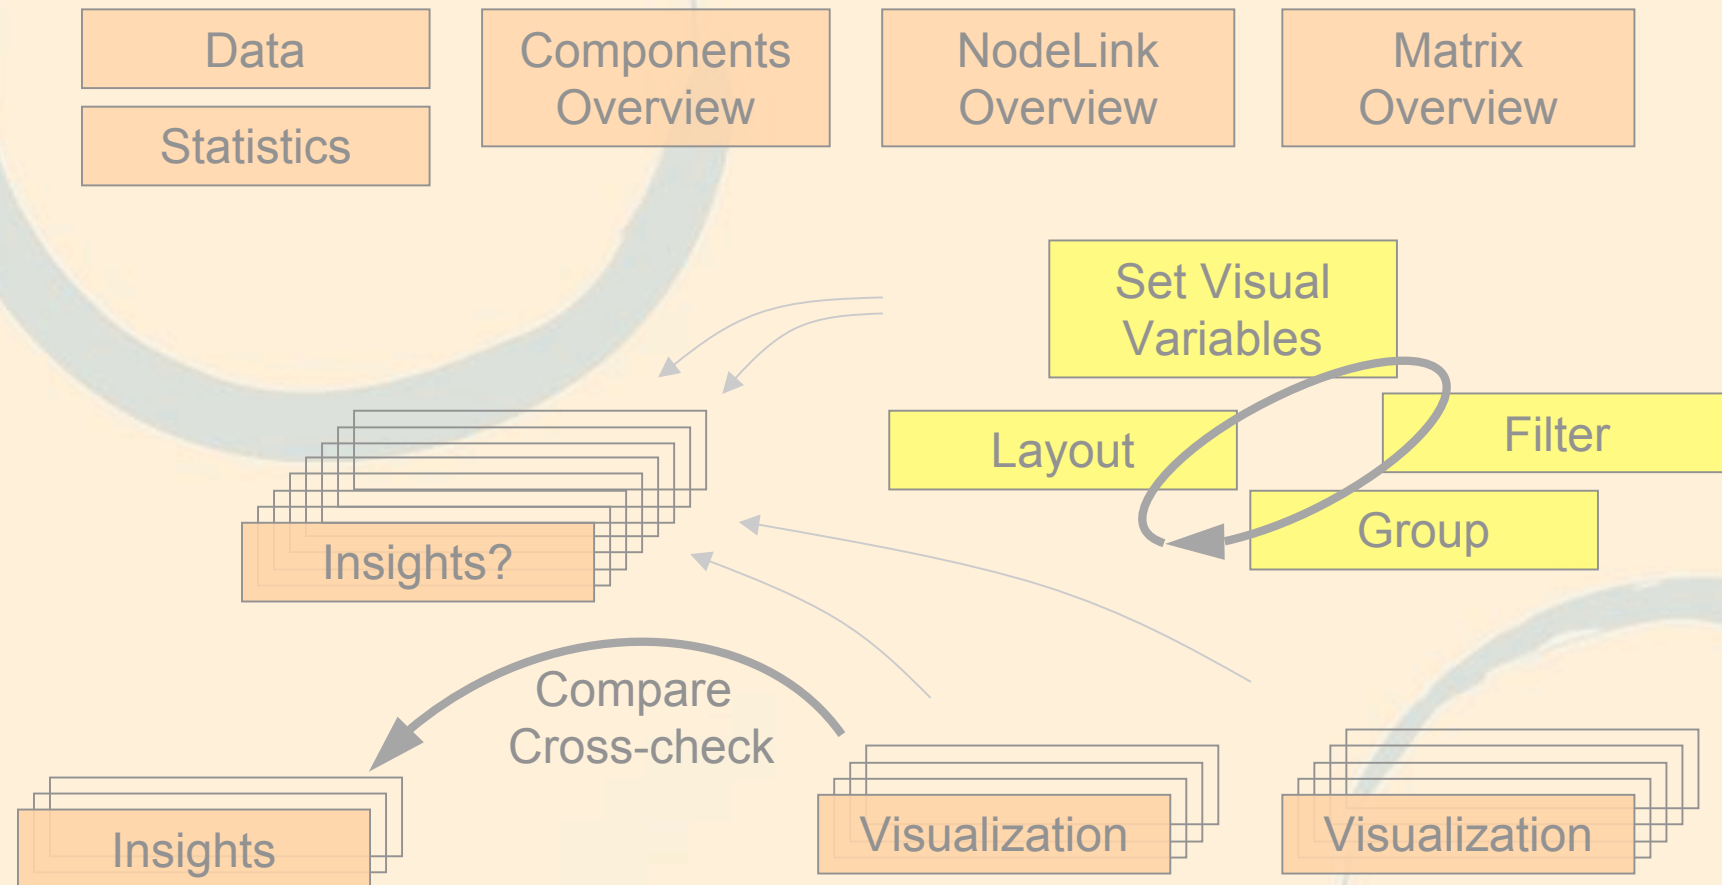 Data
Statistics
Components
Overview
NodeLink
Overview
Matrix
Overview
Set Visual
Variables
Layout
Filter
Group
Insights?
Compare
Cross-check
Insights
Visualization
Visualization